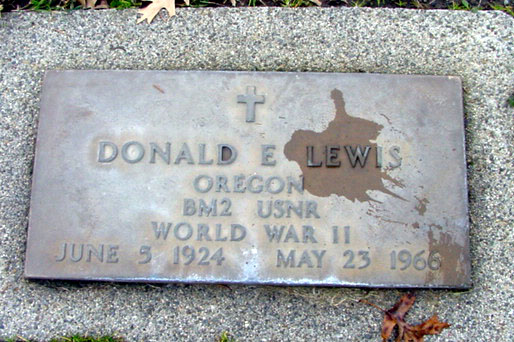 DONALD E LEWIS
OREGON
BM2 USNR
WORLD WAR II
JUNE 5 1924 MAY 23 1966